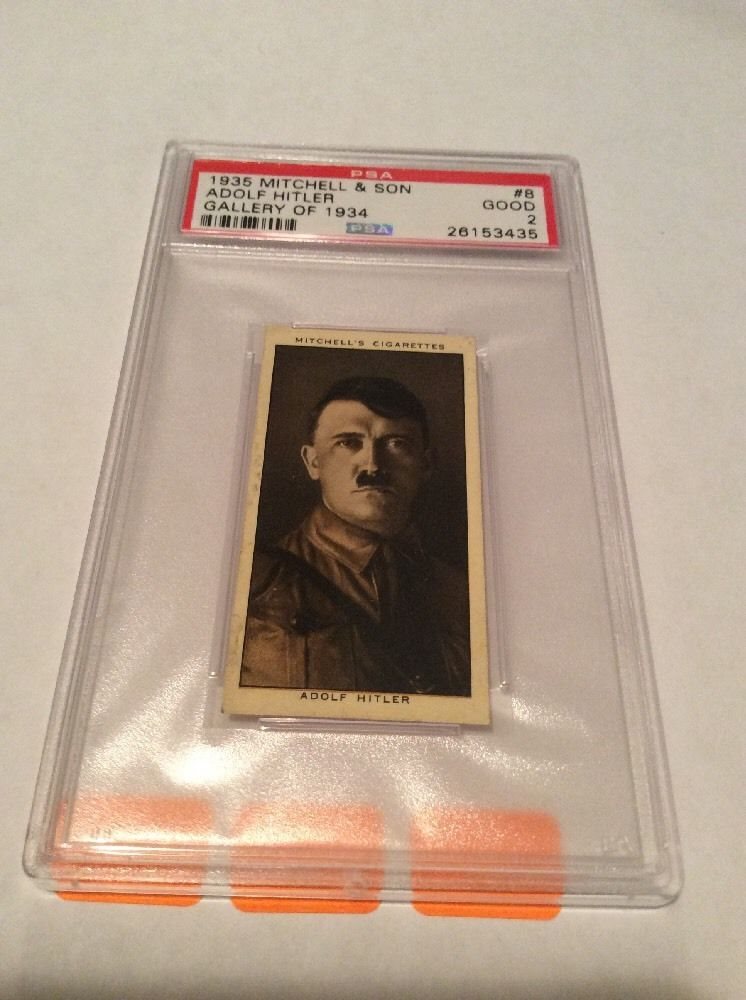 PSA
1935 MITCHELL & SON #8
ADOLF HITLER GOOD
GALLERY OF 1934 2
PSA 26153435
MITCHELL'S CIGARETTES
ADOLF HITLER